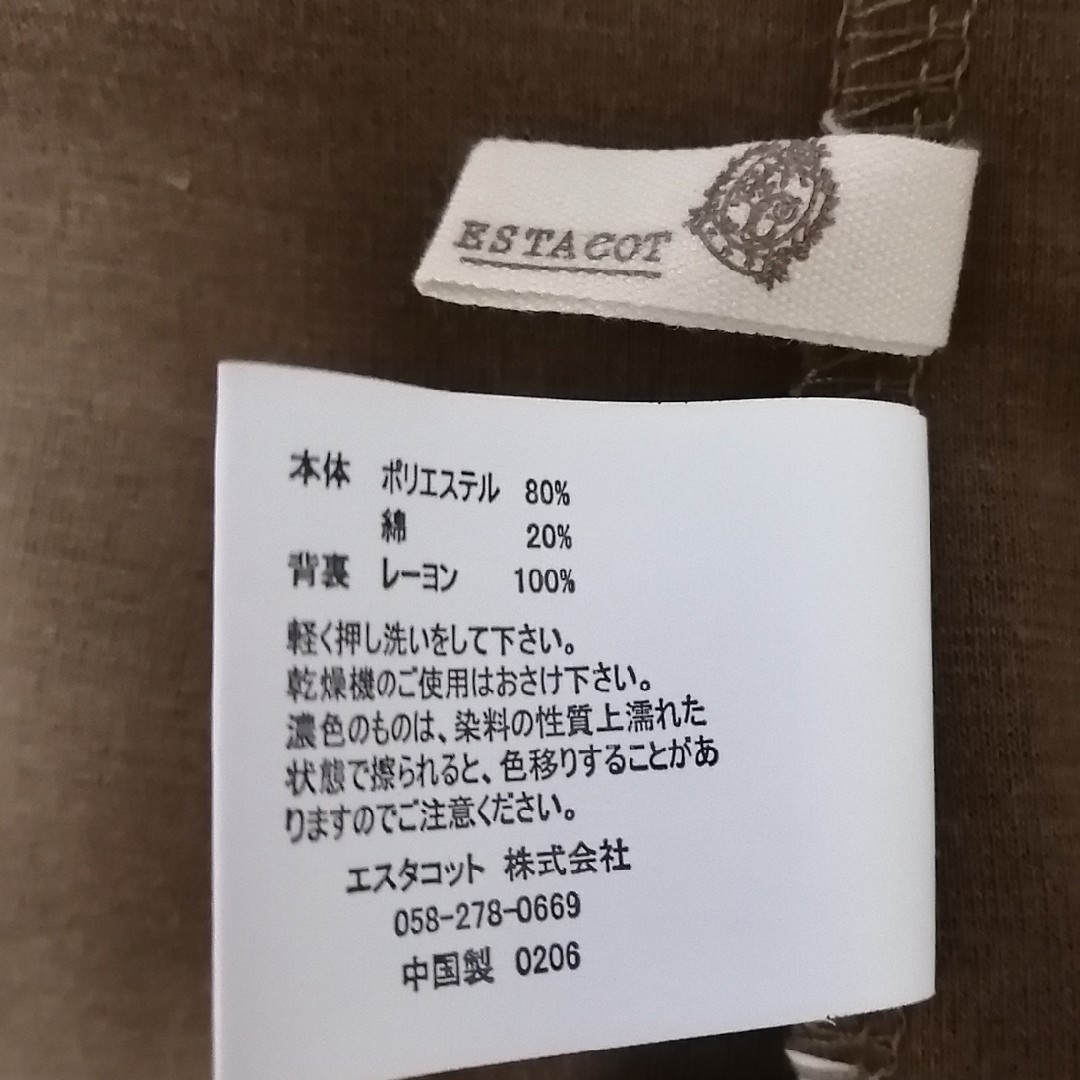 ESTACOT
本体 ポリエステル 80%
綿 20%
背裏 レーヨン 100%
軽く押し洗いをして下さい。
乾燥機のご使用はおさけ下さい。
濃色のものは、染料の性質上濡れた
状態で擦られると、色移りすることがあ
りますのでご注意ください。
エスタコット 株式会社
058-278-0669
中国製 0206